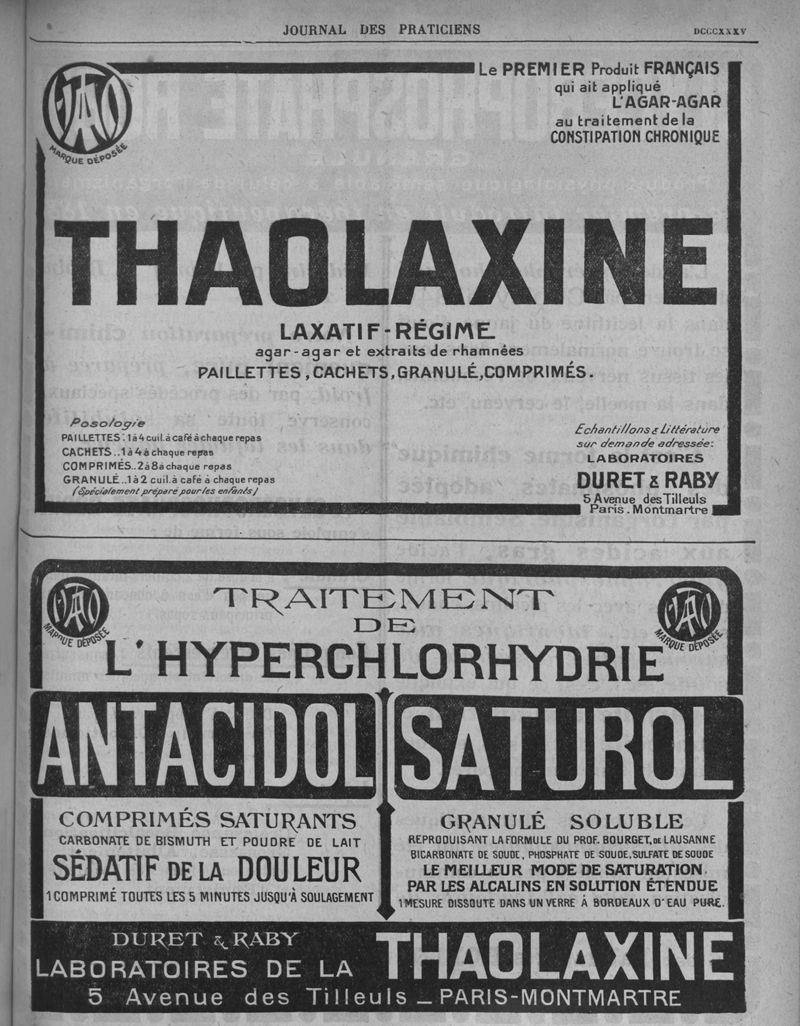 JOURNAL DES PRATICIENS
DCCCXXXV
MARQUE DÉPOSÉE
Le PREMIER Produit FRANÇAIS
qui ait appliqué
L'AGAR-AGAR
au traitement de la
CONSTIPATION CHRONIQUE
THAOLAXINE
LAXATIF-RÉGIME
agar-agar et extraits de rhamnées
PAILLETTES, CACHETS, GRANULÉ, COMPRIMÉS.
Posologie
PAILLETTES: 1 à 4 cuil. à café à chaque repas
CACHETS..1 à 4 à chaque repas
COMPRIMÉS..2 à 8 à chaque repas
GRANULÉ..1 à 2 cuil. à café à chaque repas
(Spécialement préparé pour les enfants)
Échantillons & Littérature
sur demande adressée:
LABORATOIRES
DURET & RABY
5 Avenue des Tilleuls
Paris. Montmartre
MARQUE DÉPOSÉE
TRAITEMENT
DE
L'HYPERCHLORHYDRIE
MARQUE DÉPOSÉE
ANTACIDOL
COMPRIMÉS SATURANTS
CARBONATE DE BISMUTH ET POUDRE DE LAIT
SÉDATIF DE LA DOULEUR
1 COMPRIMÉ TOUTES LES 5 MINUTES JUSQU'À SOULAGEMENT
SATUROL
GRANULÉ SOLUBLE
REPRODUISANT LA FORMULE DU PROF. BOURGET, DE LAUSANNE
BICARBONATE DE SOUDE, PHOSPHATE DE SOUDE, SULFATE DE SOUDE
LE MEILLEUR MODE DE SATURATION
PAR LES ALCALINS EN SOLUTION ÉTENDUE
1 MESURE DISSOUTE DANS UN VERRE À BORDEAUX D'EAU PURE.
DURET & RABY
LABORATOIRES DE LA THAOLAXINE
5 Avenue des Tilleuls _ PARIS-MONTMARTRE